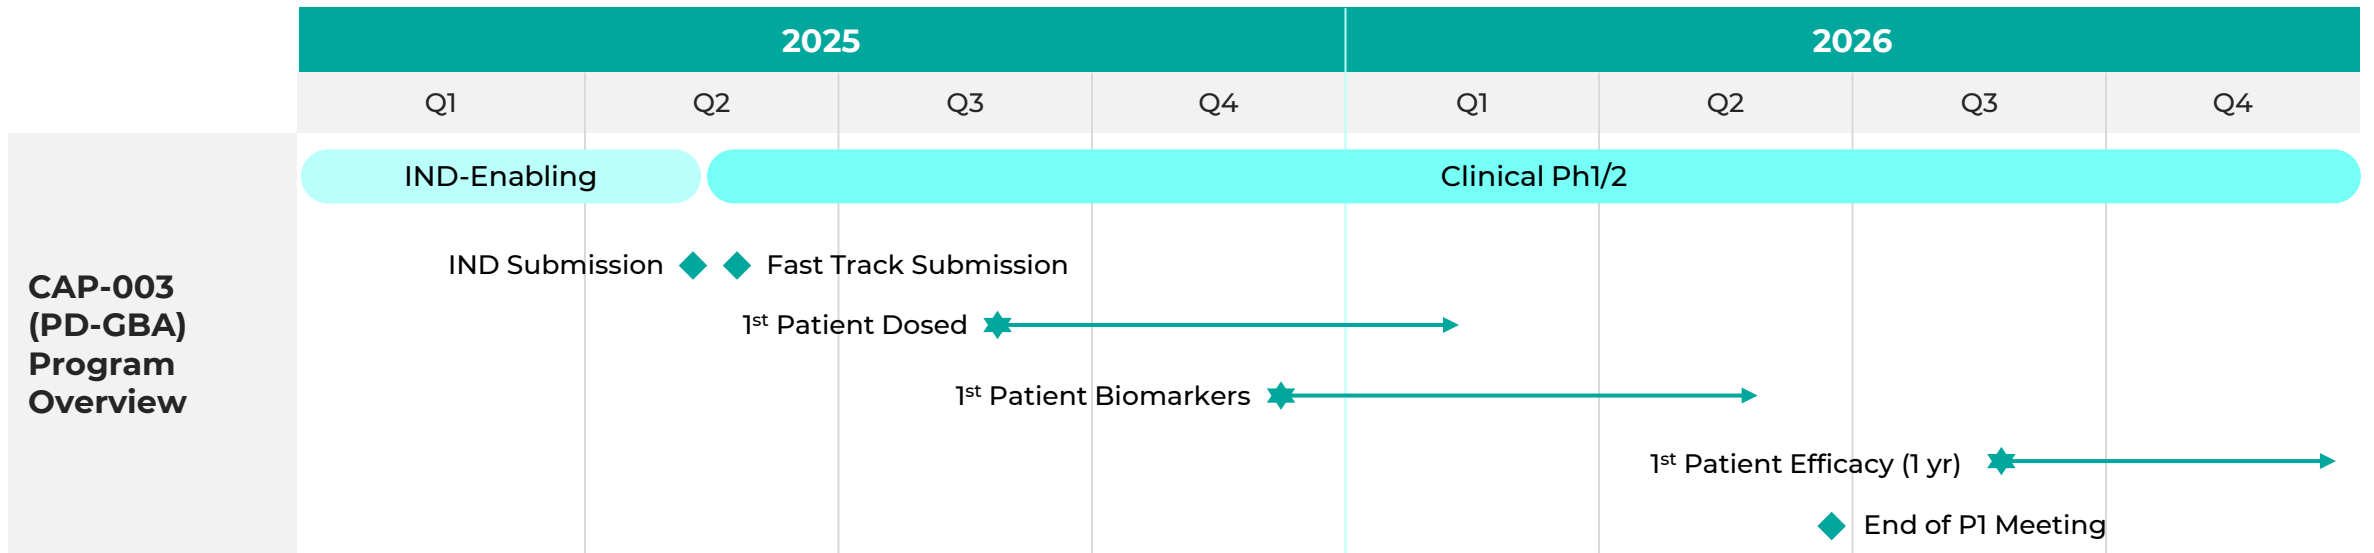 2025
2026
Q1
Q2
Q3
Q4
Q1
Q2
Q3
Q4
IND-Enabling
Clinical Ph1/2
CAP-003
(PD-GBA)
Program
Overview
IND Submission
Fast Track Submission
1st Patient Dosed
1st Patient Biomarkers
1st Patient Efficacy (1 yr)
End of P1 Meeting